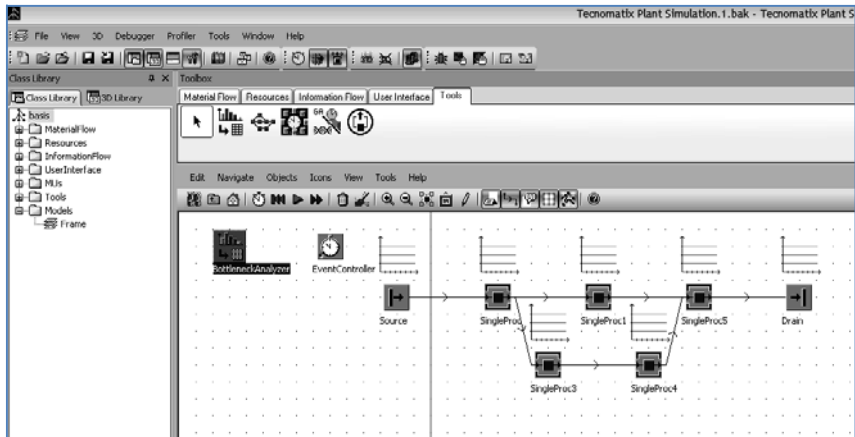 Tecnomatix Plant Simulation.1.bak - Tecnomatix Plant S
File View 3D Debugger Profiler Tools Window Help
Class Library
Toolbox
Class Library 3D Library
Material Flow Resources Information Flow User Interface Tools
basis
MaterialFlow
Resources
InformationFlow
UserInterface
MUs
Tools
Models
Frame
GA
Edit Navigate Objects Icons View Tools Help
BottleneckAnalyzer EventController
Source SingleProc SingleProc1 SingleProc5 Drain
SingleProc3 SingleProc4